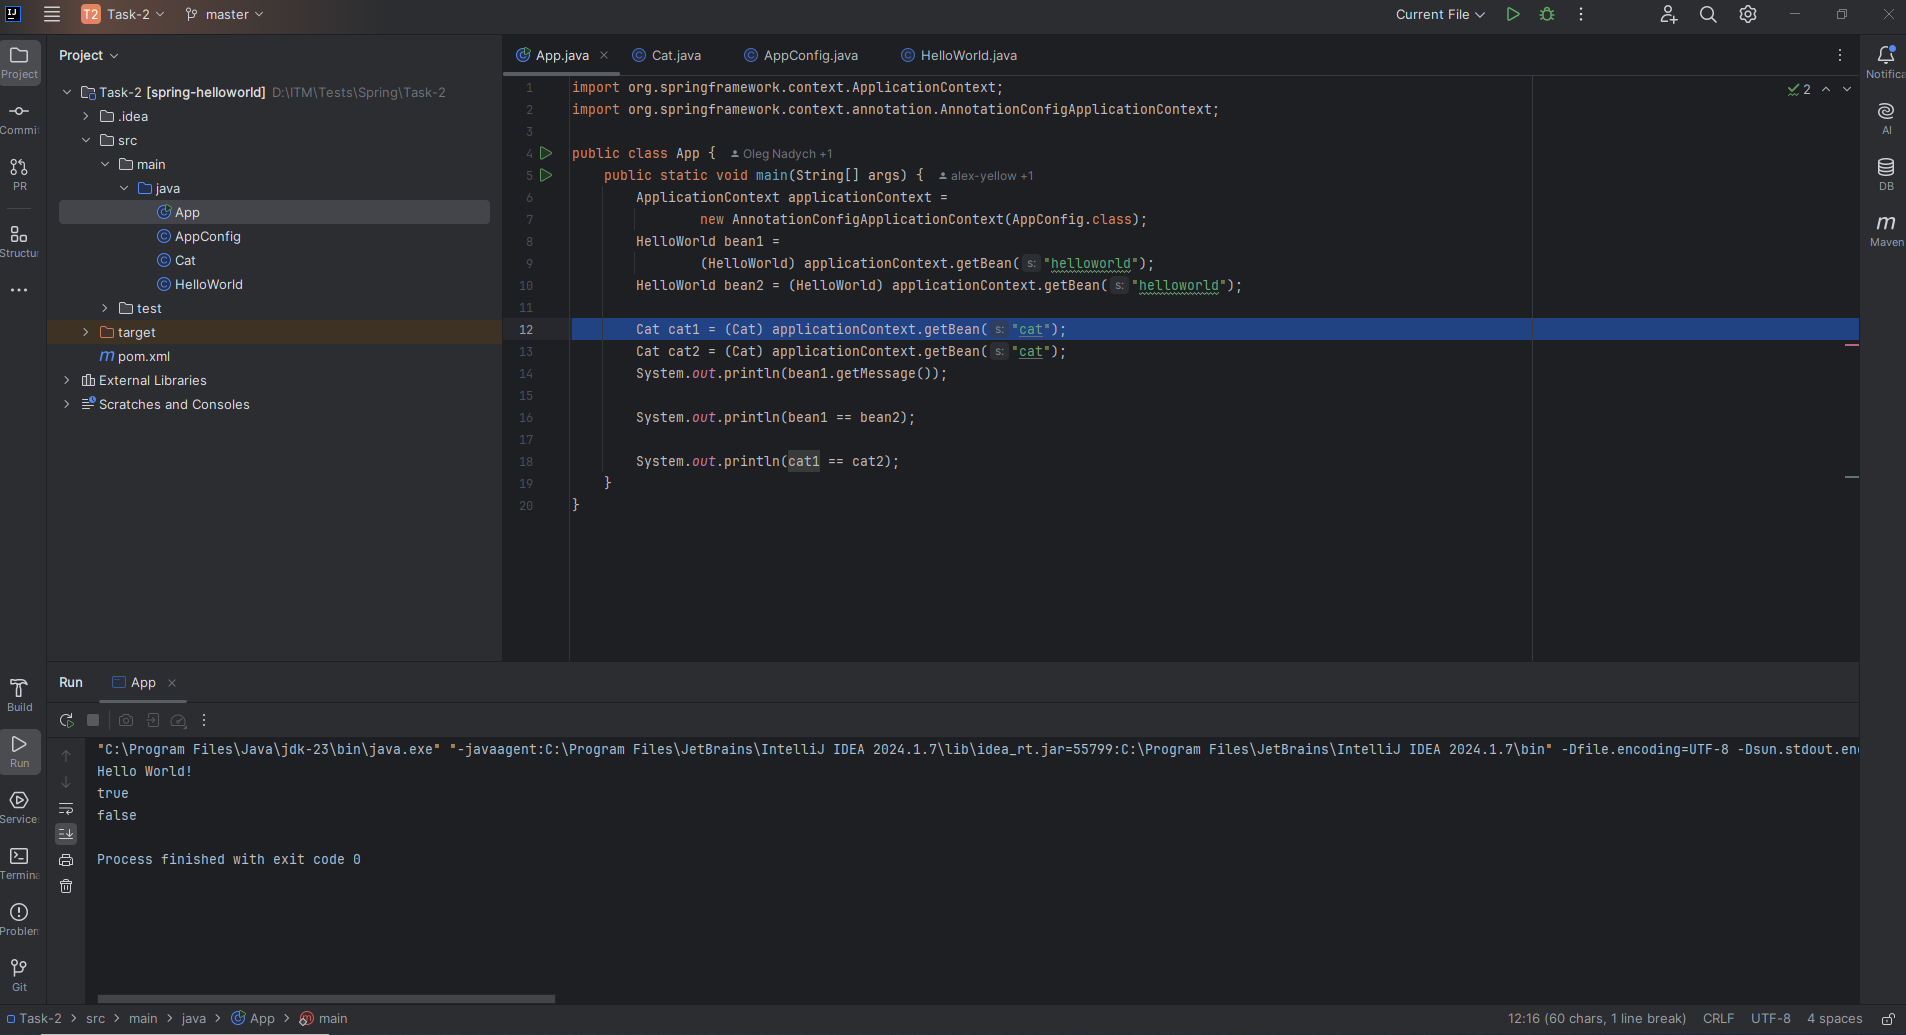 T2 Task-2 master Current File
Project App.java Cat.java AppConfig.java HelloWorld.java
Project
Commi
PR
Structur
Build
Run
Service
Termina
Problem
Git
Task-2 [spring-helloworld] D:\ITM\Tests\Spring\Task-2
.idea
src
main
java
App
AppConfig
Cat
HelloWorld
test
target
pom.xml
External Libraries
Scratches and Consoles
1 import org.springframework.context.ApplicationContext;
2 import org.springframework.context.annotation.AnnotationConfigApplicationContext;
3
4 public class App { Oleg Nadych +1
5 public static void main(String[] args) { alex-yellow +1
6 ApplicationContext applicationContext =
7 new AnnotationConfigApplicationContext(AppConfig.class);
8 HelloWorld bean1 =
9 (HelloWorld) applicationContext.getBean( s: "helloworld");
10 HelloWorld bean2 = (HelloWorld) applicationContext.getBean( s: "helloworld");
11
12 Cat cat1 = (Cat) applicationContext.getBean( s: "cat");
13 Cat cat2 = (Cat) applicationContext.getBean( s: "cat");
14 System.out.println(bean1.getMessage());
15
16 System.out.println(bean1 == bean2);
17
18 System.out.println(cat1 == cat2);
19 }
20 }
2
Notifica
AI
DB
m
Maven
Run App
"C:\Program Files\Java\jdk-23\bin\java.exe" "-javaagent:C:\Program Files\JetBrains\IntelliJ IDEA 2024.1.7\lib\idea_rt.jar=55799:C:\Program Files\JetBrains\IntelliJ IDEA 2024.1.7\bin" -Dfile.encoding=UTF-8 -Dsun.stdout.en
Hello World!
true
false
Process finished with exit code 0
Task-2 > src > main > java > App > main 12:16 (60 chars, 1 line break) CRLF UTF-8 4 spaces